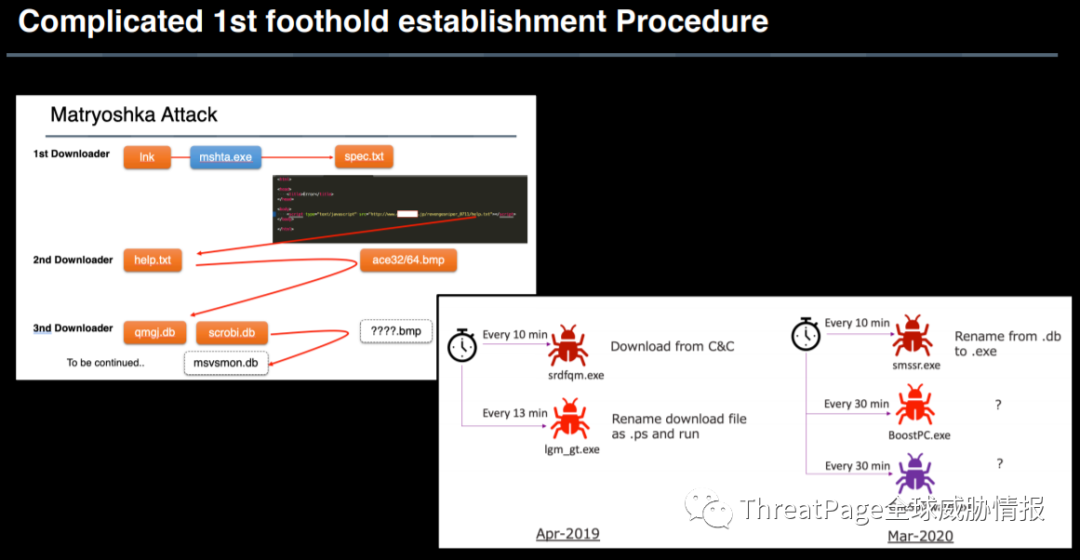 Complicated 1st foothold establishment Procedure
Matryoshka Attack
1st Downloader
lnk
mshta.exe
spec.txt
2nd Downloader
help.txt
ace32/64.bmp
3nd Downloader
qmgj.db
scrobi.db
????.bmp
To be continued..
msvsmon.db
Every 10 min
srdfqm.exe
Download from C&C
Every 13 min
lgm_gt.exe
Rename download file
as .ps and run
Apr-2019
Every 10 min
smssr.exe
Rename from .db
to .exe
Every 30 min
BoostPC.exe
?
Every 30 min
?
Mar-2020
ThreatPage全球威胁情报